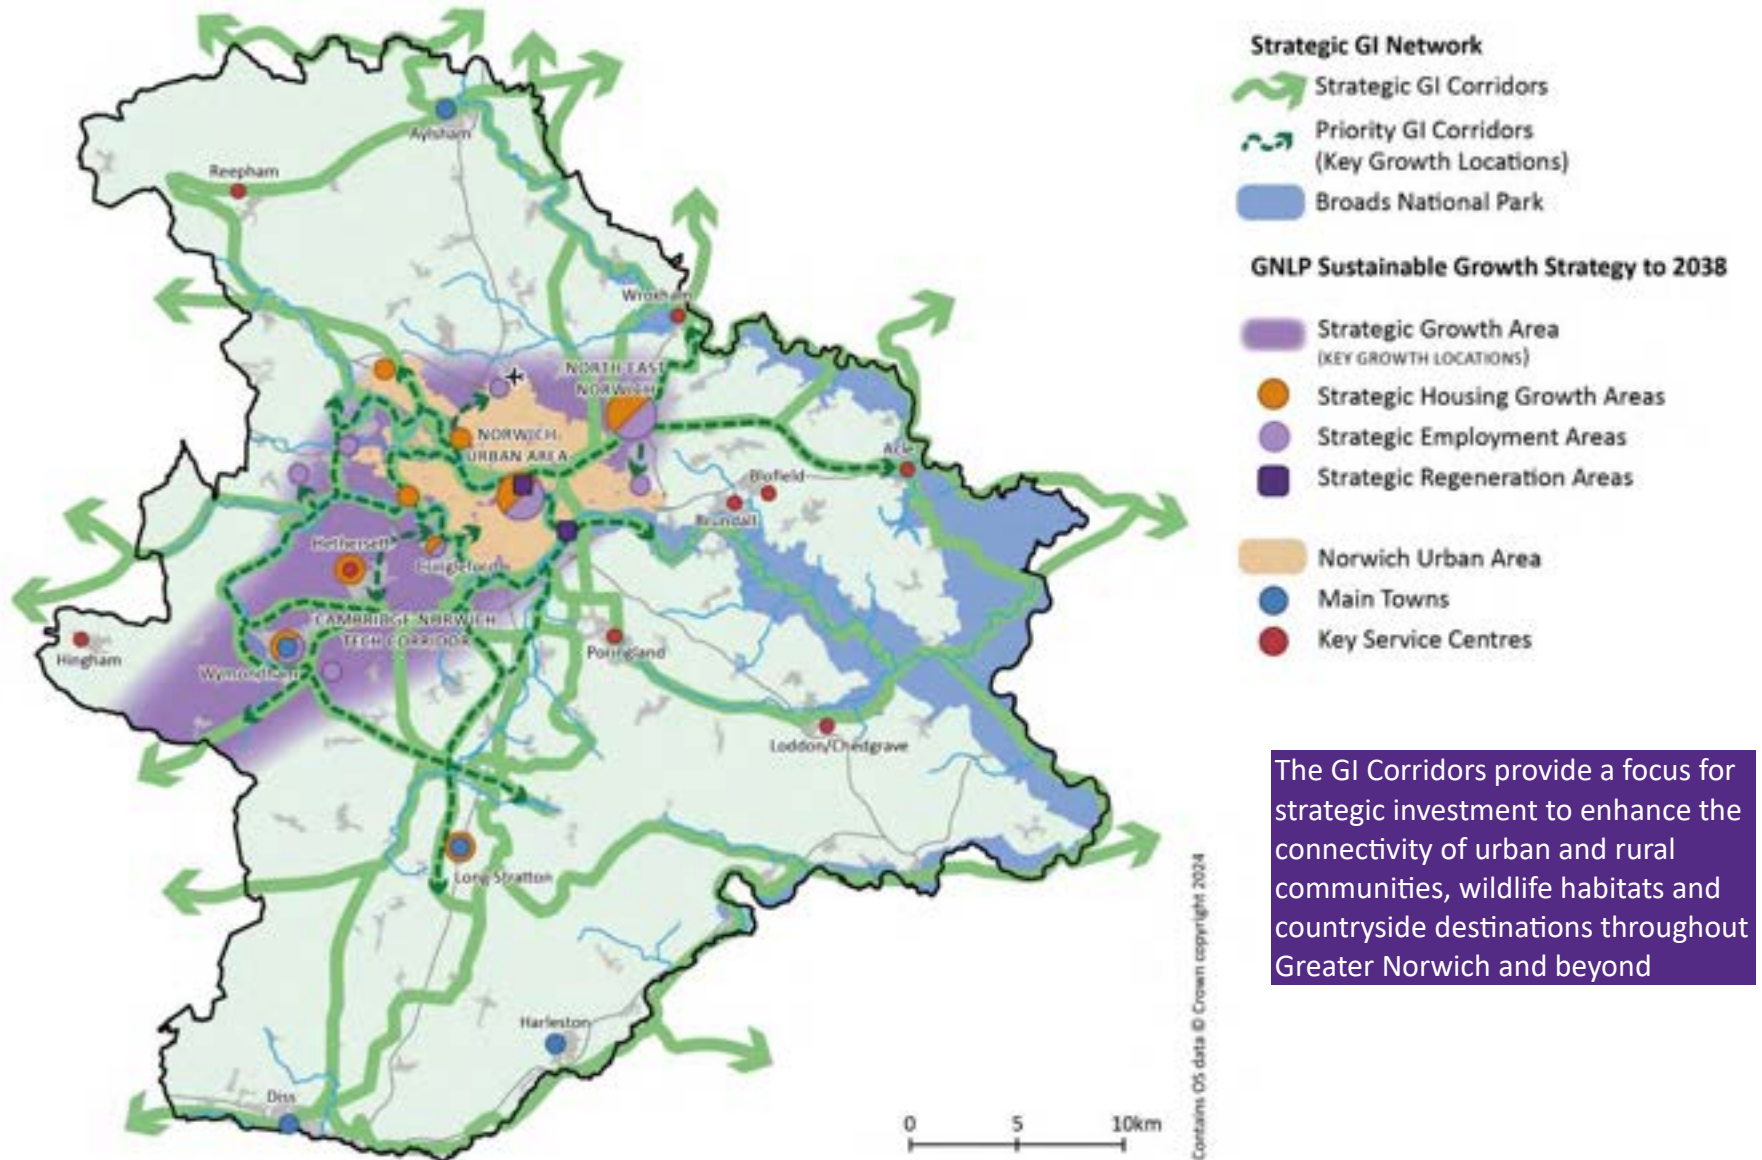 Strategic GI Network
Strategic GI Corridors
Priority GI Corridors
(Key Growth Locations)
Broads National Park
GNLP Sustainable Growth Strategy to 2038
Strategic Growth Area
(KEY GROWTH LOCATIONS)
Strategic Housing Growth Areas
Strategic Employment Areas
Strategic Regeneration Areas
Norwich Urban Area
Main Towns
Key Service Centres
Aylsham
Reepham
Wroxham
NORTH EAST
NORWICH
NORWICH
URBAN AREA
Acle
Blofield
Brundall
Hethersett
Cringleford
CAMBRIDGE NORWICH
TECH CORRIDOR
Hingham
Wymondham
Poringland
Loddon/Chedgrave
Long Stratton
Harleston
Diss
0 5 10km
Contains OS data © Crown copyright 2024
The GI Corridors provide a focus for
strategic investment to enhance the
connectivity of urban and rural
communities, wildlife habitats and
countryside destinations throughout
Greater Norwich and beyond